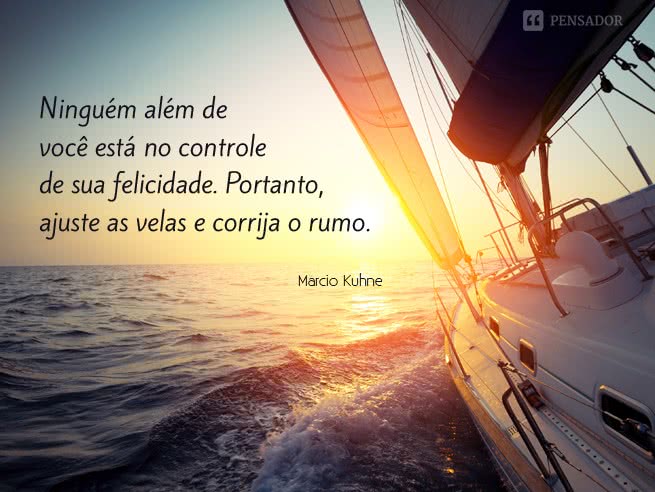 PENSADOR
Ninguém além de
você está no controle
de sua felicidade. Portanto,
ajuste as velas e corrija o rumo.
Marcio Kuhne